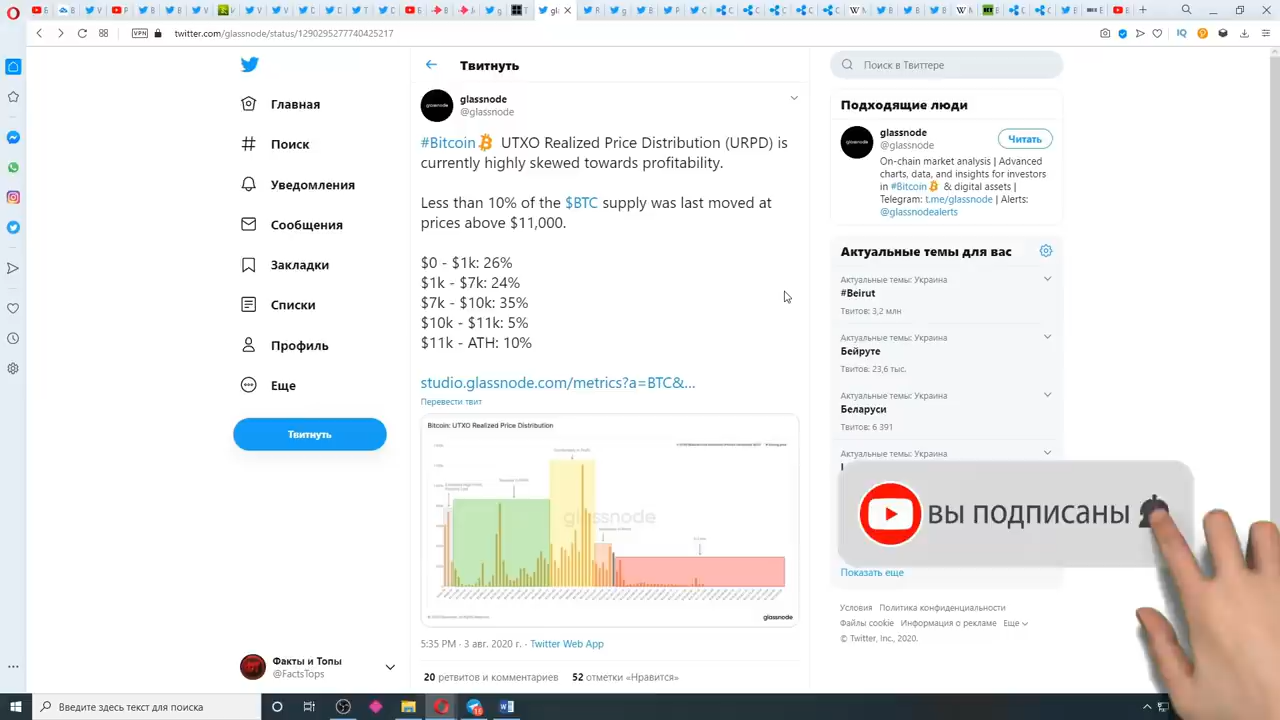 VPN
twitter.com/glassnode/status/1290295277740425217
Главная
Поиск
Уведомления
Сообщения
Закладки
Списки
Профиль
Еще
Твитнуть
Факты и Топы
@FactsTops
Твитнуть
glassnode
@glassnode
#Bitcoin UTXO Realized Price Distribution (URPD) is
currently highly skewed towards profitability.
Less than 10% of the $BTC supply was last moved at
prices above $11,000.
$0 - $1k: 26%
$1k - $7k: 24%
$7k - $10k: 35%
$10k - $11k: 5%
$11k - ATH: 10%
studio.glassnode.com/metrics?a=BTC&...
Перевести твит
Bitcoin: UTXO Realized Price Distribution
glassnode
glassnode
5:35 PM · 3 авг. 2020 г. · Twitter Web App
20 ретвитов и комментариев 52 отметки «Нравится»
Поиск в Твиттере
Подходящие люди
glassnode
@glassnode
Читать
On-chain market analysis | Advanced
charts, data, and insights for investors
in #Bitcoin & digital assets |
Telegram: t.me/glassnode | Alerts:
@glassnodealerts
Актуальные темы для вас
Актуальные темы: Украина
#Beirut
Твитов: 3,2 млн
Актуальные темы: Украина
Бейруте
Твитов: 23,6 тыс.
Актуальные темы: Украина
Беларуси
Твитов: 6 391
Актуальные темы: Украина
вы подписаны
Показать еще
Условия Политика конфиденциальности
Файлы cookie Информация о рекламе Еще
© Twitter, Inc., 2020.
Введите здесь текст для поиска